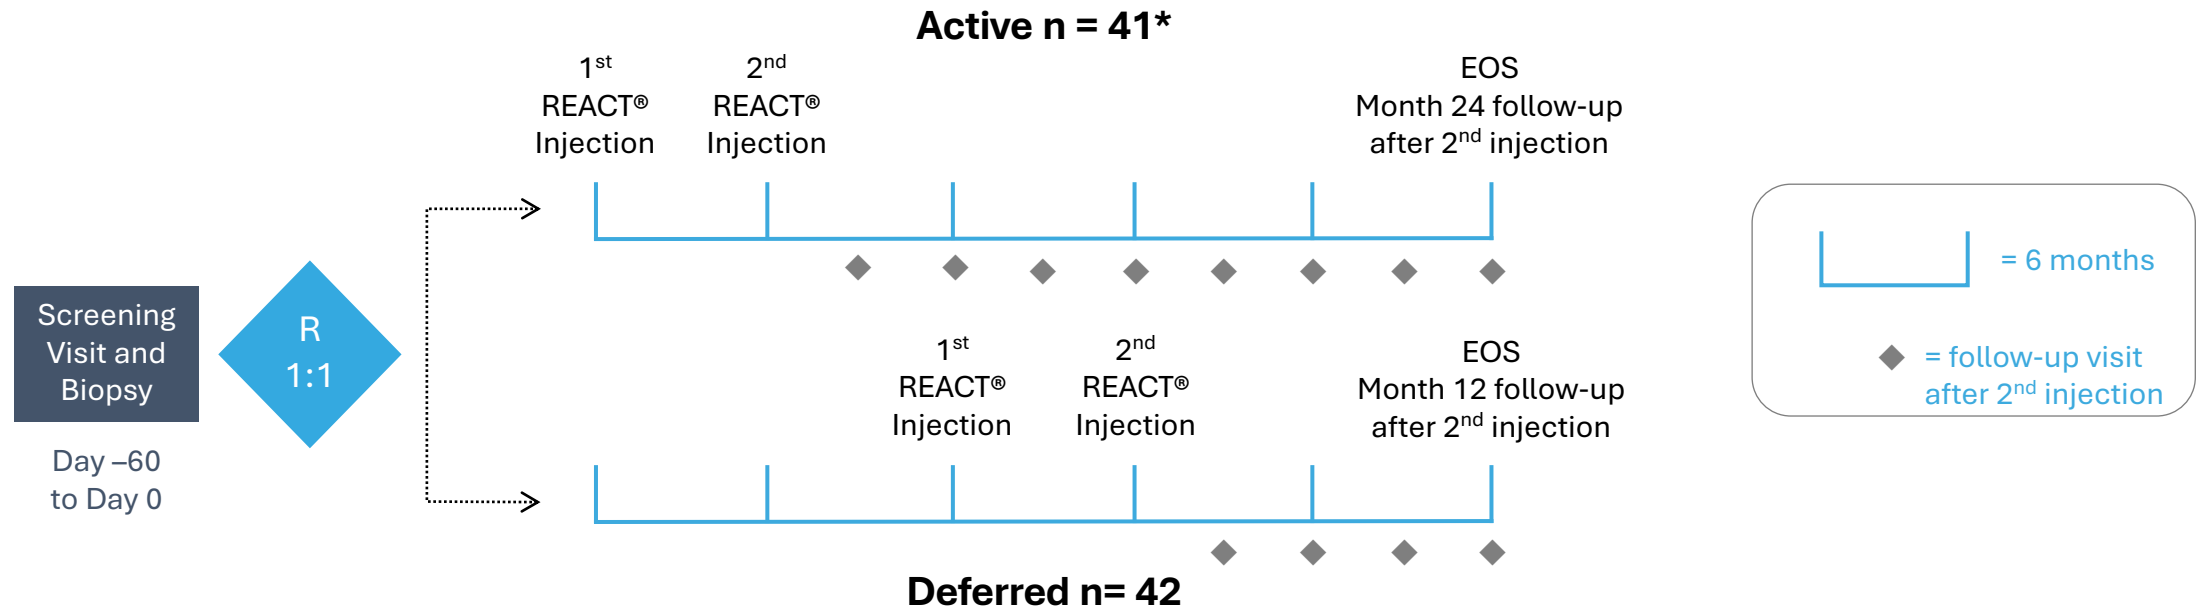 Active n = 41*
1st
REACT®
Injection
2nd
REACT®
Injection
EOS
Month 24 follow-up
after 2nd injection
Screening
Visit and
Biopsy
Day –60
to Day 0
R
1:1
1st
REACT®
Injection
2nd
REACT®
Injection
EOS
Month 12 follow-up
after 2nd injection
Deferred n= 42
= 6 months
= follow-up visit
after 2nd injection